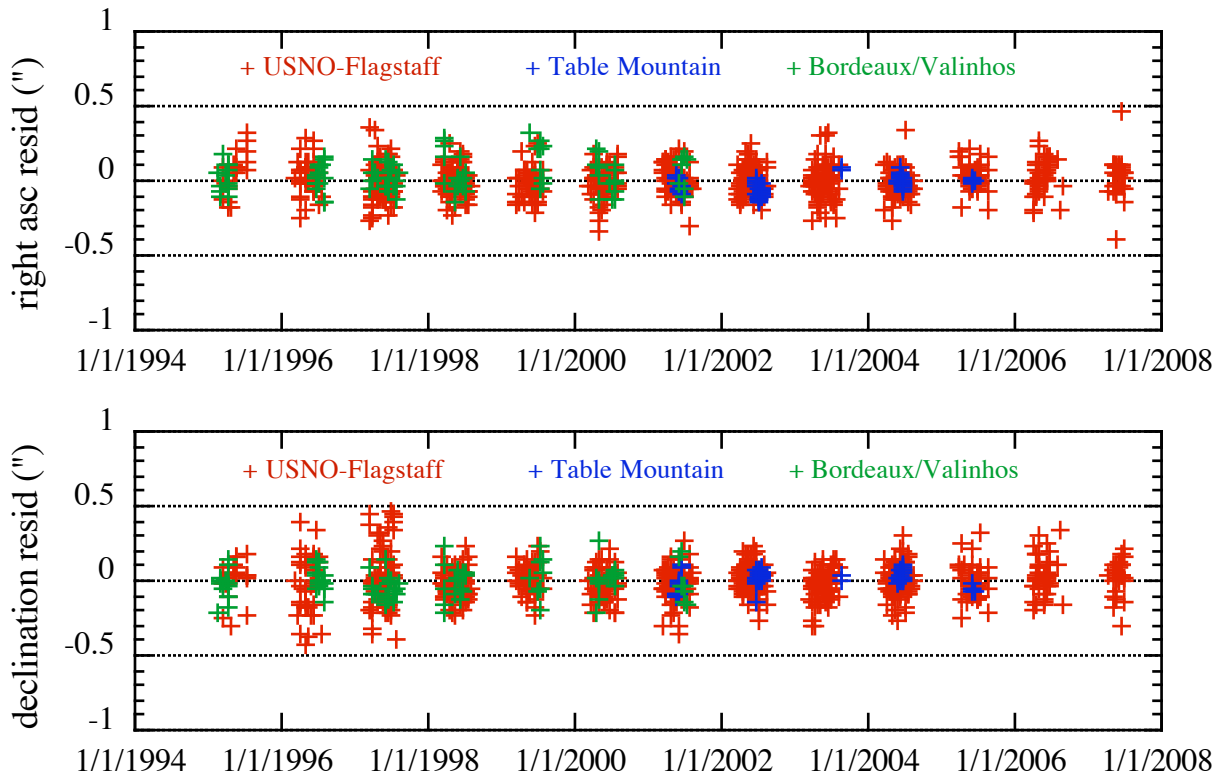 right asc resid (")
1
0.5
0
-0.5
-1
+ USNO-Flagstaff + Table Mountain + Bordeaux/Valinhos
1/1/1994 1/1/1996 1/1/1998 1/1/2000 1/1/2002 1/1/2004 1/1/2006 1/1/2008
declination resid (")
1
0.5
0
-0.5
-1
+ USNO-Flagstaff + Table Mountain + Bordeaux/Valinhos
1/1/1994 1/1/1996 1/1/1998 1/1/2000 1/1/2002 1/1/2004 1/1/2006 1/1/2008